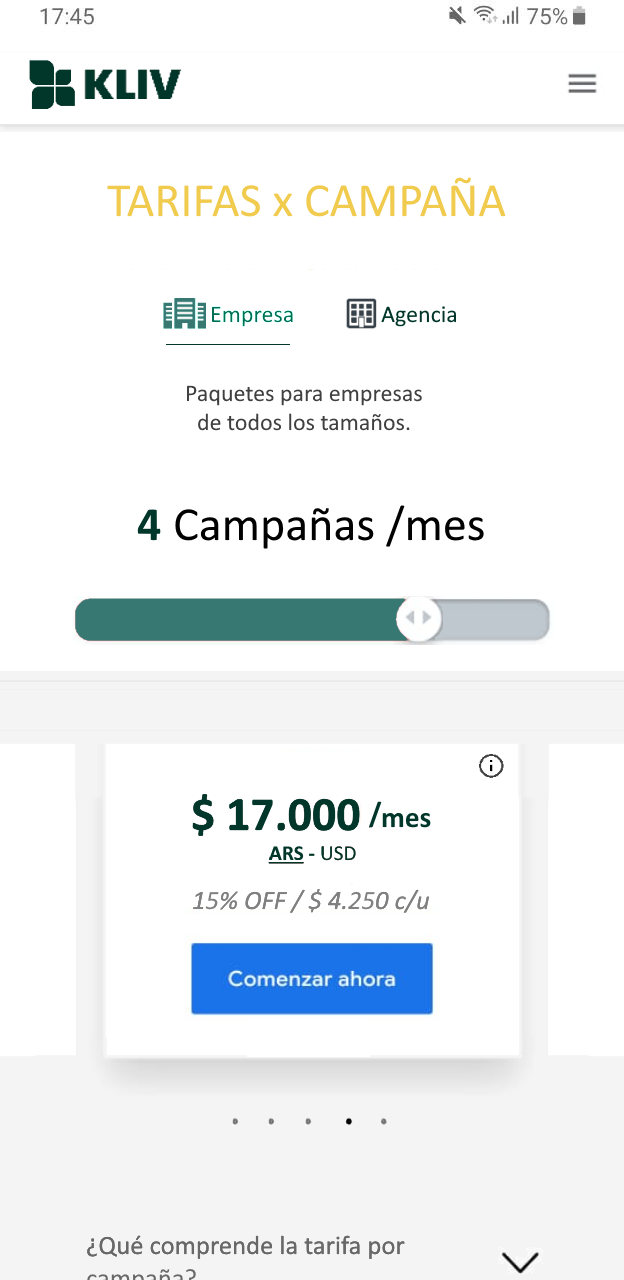 17:45 75%
KLIV
TARIFAS x CAMPAÑA
Empresa Agencia
Paquetes para empresas
de todos los tamaños.
4 Campañas /mes
$ 17.000 /mes
ARS - USD
15% OFF / $ 4.250 c/u
Comenzar ahora
¿Qué comprende la tarifa por
campaña?